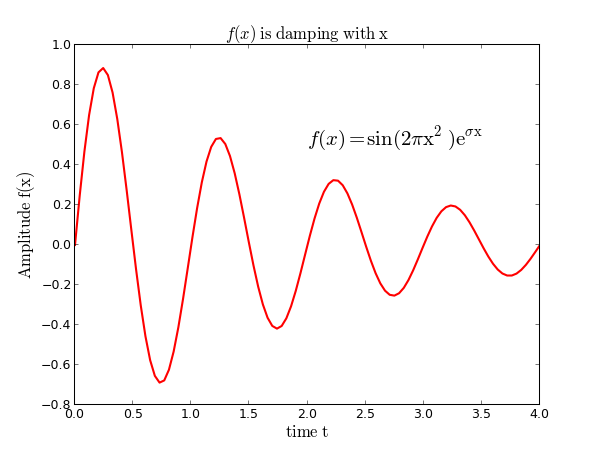 f(x) is damping with x
1.0
0.8
0.6
0.4
0.2
0.0
−0.2
−0.4
−0.6
−0.8
Amplitude f(x)
f(x)=sin(2πx² )e^σx
0.0 0.5 1.0 1.5 2.0 2.5 3.0 3.5 4.0
time t